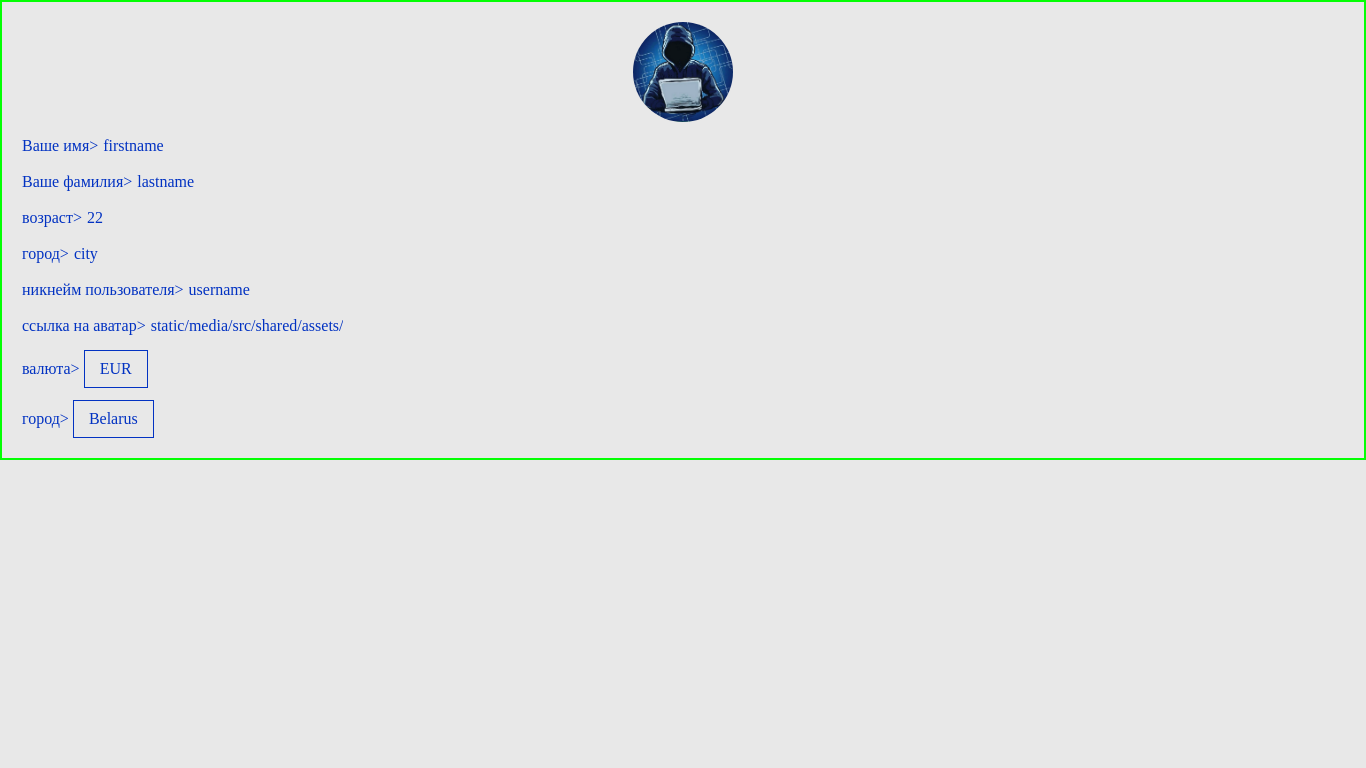 Ваше имя> firstname
Ваше фамилия> lastname
возраст> 22
город> city
никнейм пользователя> username
ссылка на аватар> static/media/src/shared/assets/
валюта> EUR
город> Belarus